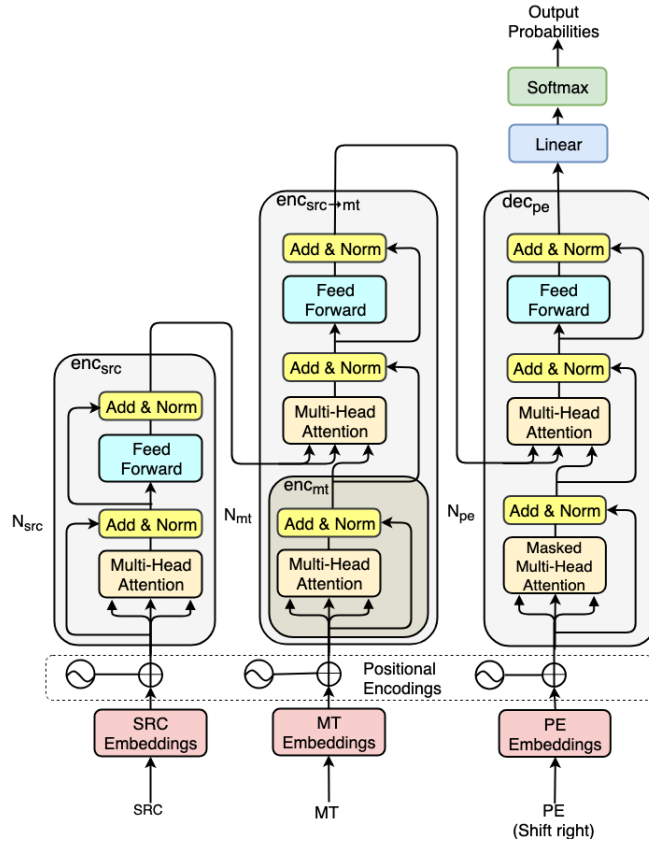 Output
Probabilities
Softmax
Linear
enc_src→mt
dec_pe
Add & Norm
Add & Norm
Feed
Forward
Feed
Forward
enc_src
Add & Norm
Add & Norm
Add & Norm
Multi-Head
Attention
Multi-Head
Attention
Feed
Forward
enc_mt
N_src
Add & Norm
N_mt
Add & Norm
N_pe
Add & Norm
Multi-Head
Attention
Multi-Head
Attention
Masked
Multi-Head
Attention
Positional
Encodings
SRC
Embeddings
MT
Embeddings
PE
Embeddings
SRC
MT
PE
(Shift right)